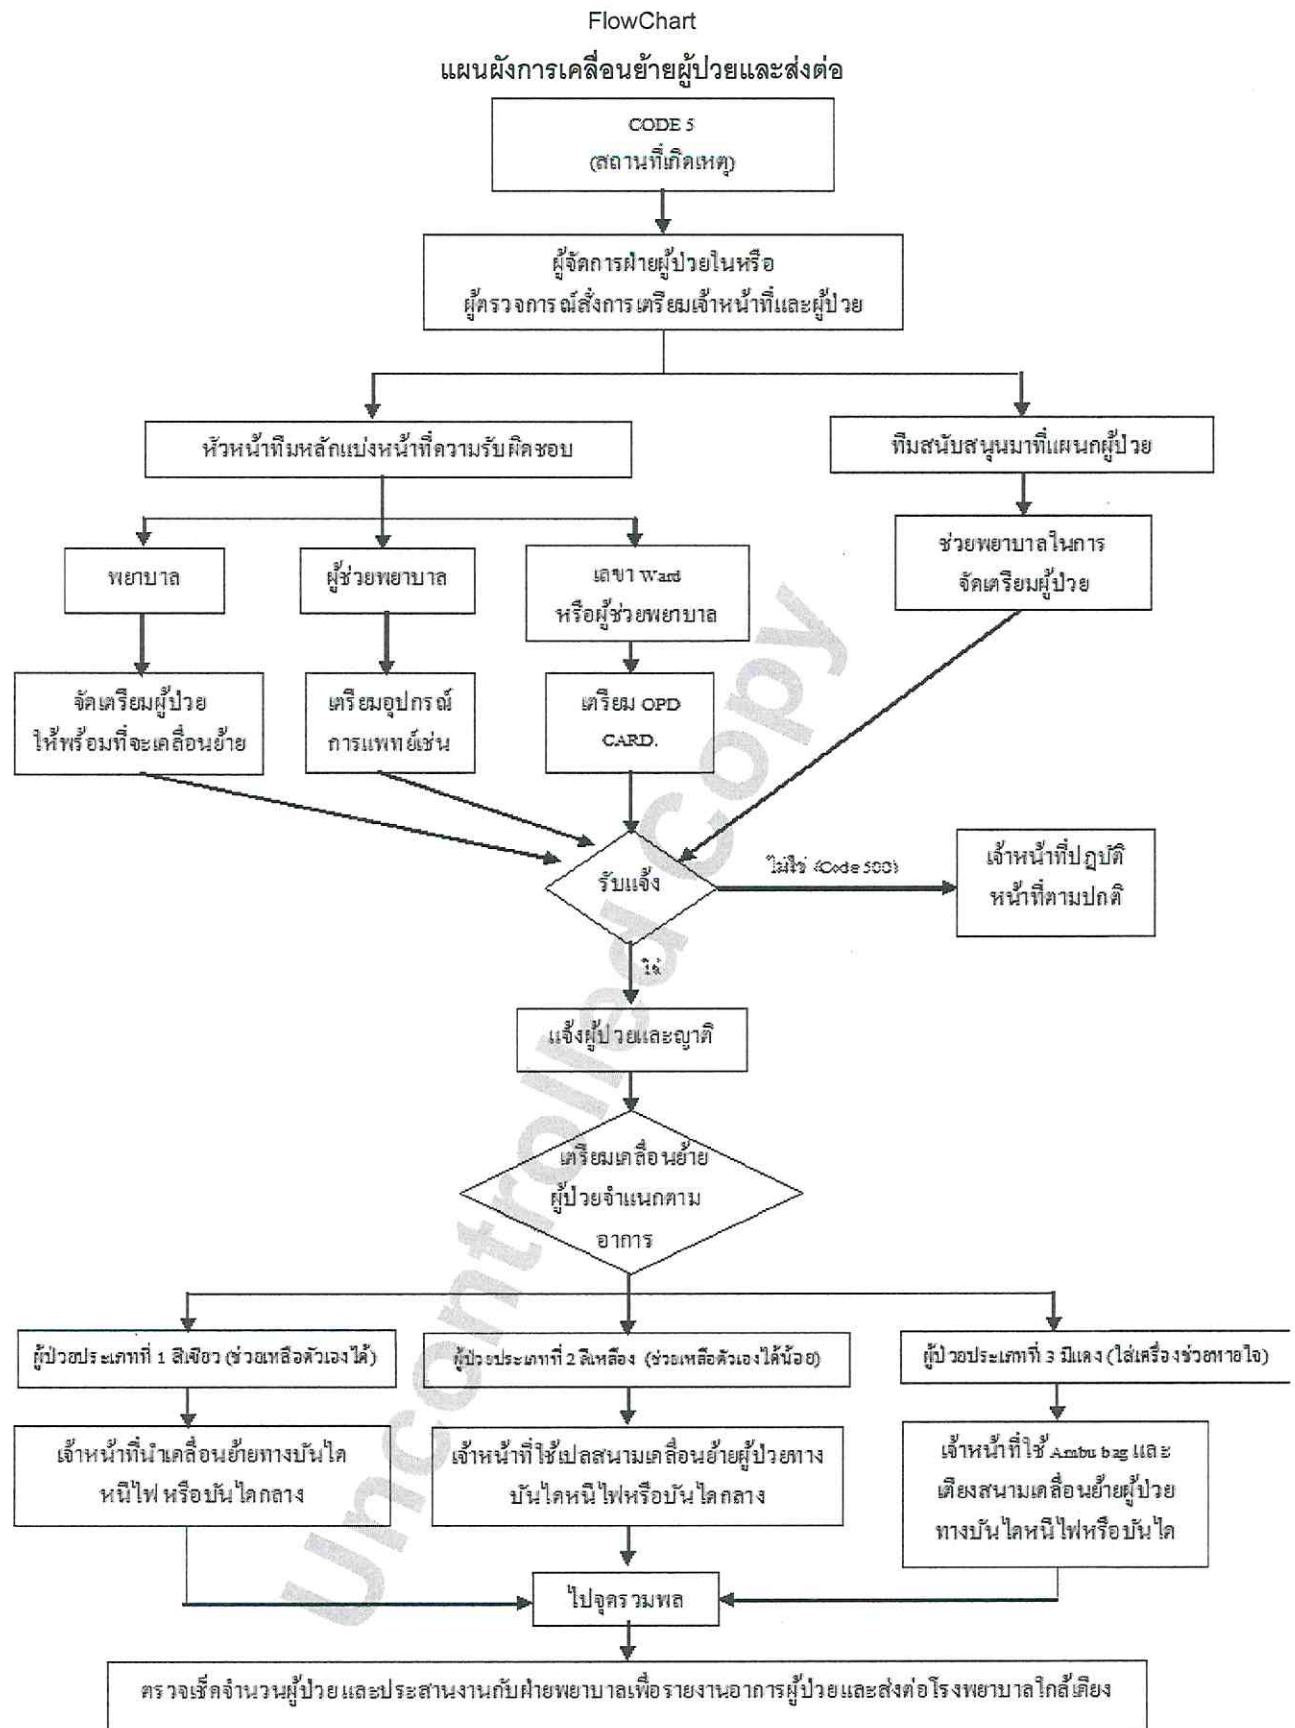 FlowChart
แผนผังการเคลื่อนย้ายผู้ป่วยและส่งต่อ
CODE 5
(สถานที่เกิดเหตุ)
ผู้จัดการฝ่ายผู้ป่วยในหรือ
ผู้ตรวจการณ์สั่งการเตรียมเจ้าหน้าที่และผู้ป่วย
หัวหน้าทีมหลักแบ่งหน้าที่ความรับผิดชอบ
ทีมสนับสนุนมาที่แผนกผู้ป่วย
พยาบาล
ผู้ช่วยพยาบาล
เลขา Ward
หรือผู้ช่วยพยาบาล
ช่วยพยาบาลในการ
จัดเตรียมผู้ป่วย
จัดเตรียมผู้ป่วย
ให้พร้อมที่จะเคลื่อนย้าย
เตรียมอุปกรณ์
การแพทย์เช่น
เตรียม OPD
CARD.
รับแจ้ง
ไม่ใช่ (Code 500)
เจ้าหน้าที่ปฏิบัติ
หน้าที่ตามปกติ
ใช่
แจ้งผู้ป่วยและญาติ
เตรียมเคลื่อนย้าย
ผู้ป่วยจำแนกตาม
อาการ
ผู้ป่วยประเภทที่ 1 สีเขียว (ช่วยเหลือตัวเองได้)
ผู้ป่วยประเภทที่ 2 สีเหลือง (ช่วยเหลือตัวเองได้น้อย)
ผู้ป่วยประเภทที่ 3 มีแดง (ใส่เครื่องช่วยหายใจ)
เจ้าหน้าที่นำเคลื่อนย้ายทางบันได
หนีไฟ หรือบันไดกลาง
เจ้าหน้าที่ใช้เปลสนามเคลื่อนย้ายผู้ป่วยทาง
บันไดหนีไฟหรือบันไดกลาง
เจ้าหน้าที่ใช้ Ambu bag และ
เตียงสนามเคลื่อนย้ายผู้ป่วย
ทางบันไดหนีไฟหรือบันได
ไปจุดรวมพล
ตรวจเช็คจำนวนผู้ป่วย และประสานงานกับฝ่ายพยาบาลเพื่อรายงานอาการผู้ป่วยและส่งต่อโรงพยาบาลใกล้เคียง
Uncontrolled Copy